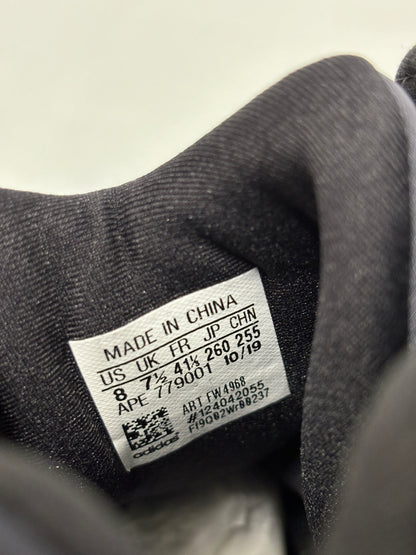 MADE IN CHINA
US UK FR JP CHN
8 7½ 41⅓ 260 255
APE 779001 10/19
ART FW4968
#124042055
FI9Q02Wr00237
adidas